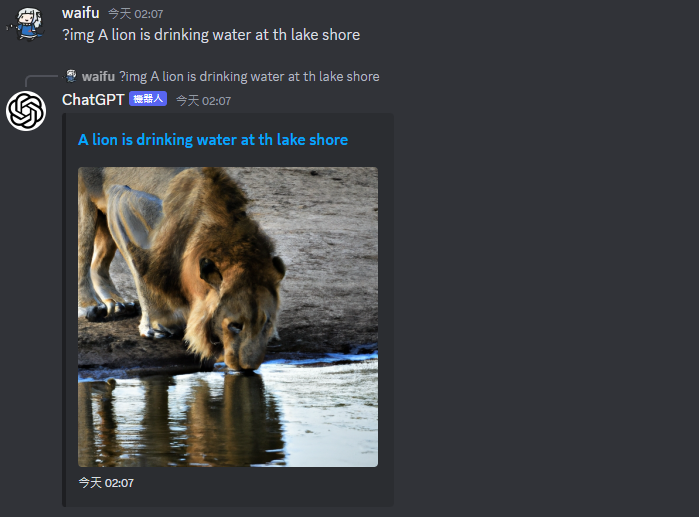 waifu 今天 02:07
?img A lion is drinking water at th lake shore
waifu ?img A lion is drinking water at th lake shore
ChatGPT 機器人 今天 02:07
A lion is drinking water at th lake shore
今天 02:07